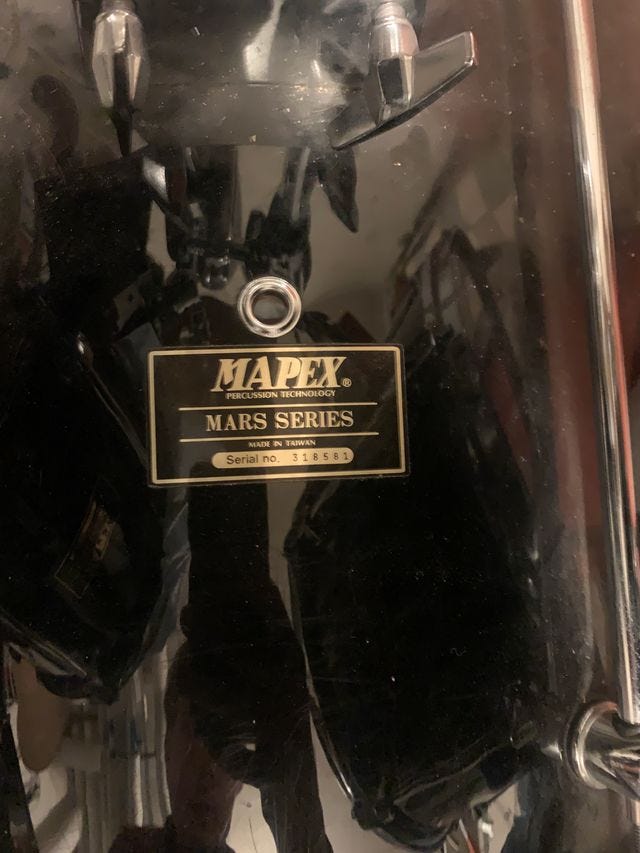 MAPEX®
PERCUSSION TECHNOLOGY
MARS SERIES
MADE IN TAIWAN
Serial no. 318581